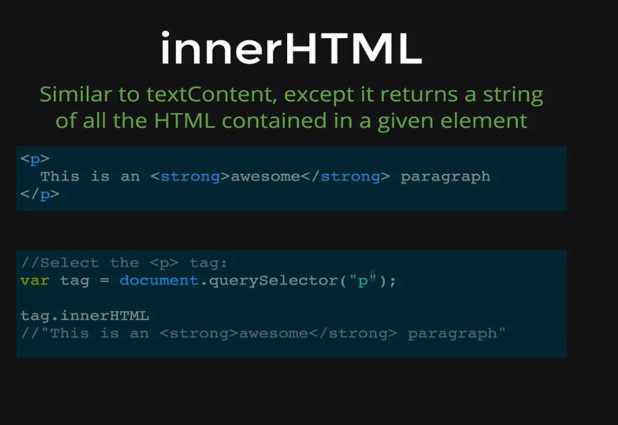 innerHTML
Similar to textContent, except it returns a string
of all the HTML contained in a given element
<p>
  This is an <strong>awesome</strong> paragraph
</p>
//Select the <p> tag:
var tag = document.querySelector("p");
tag.innerHTML
//"This is an <strong>awesome</strong> paragraph"